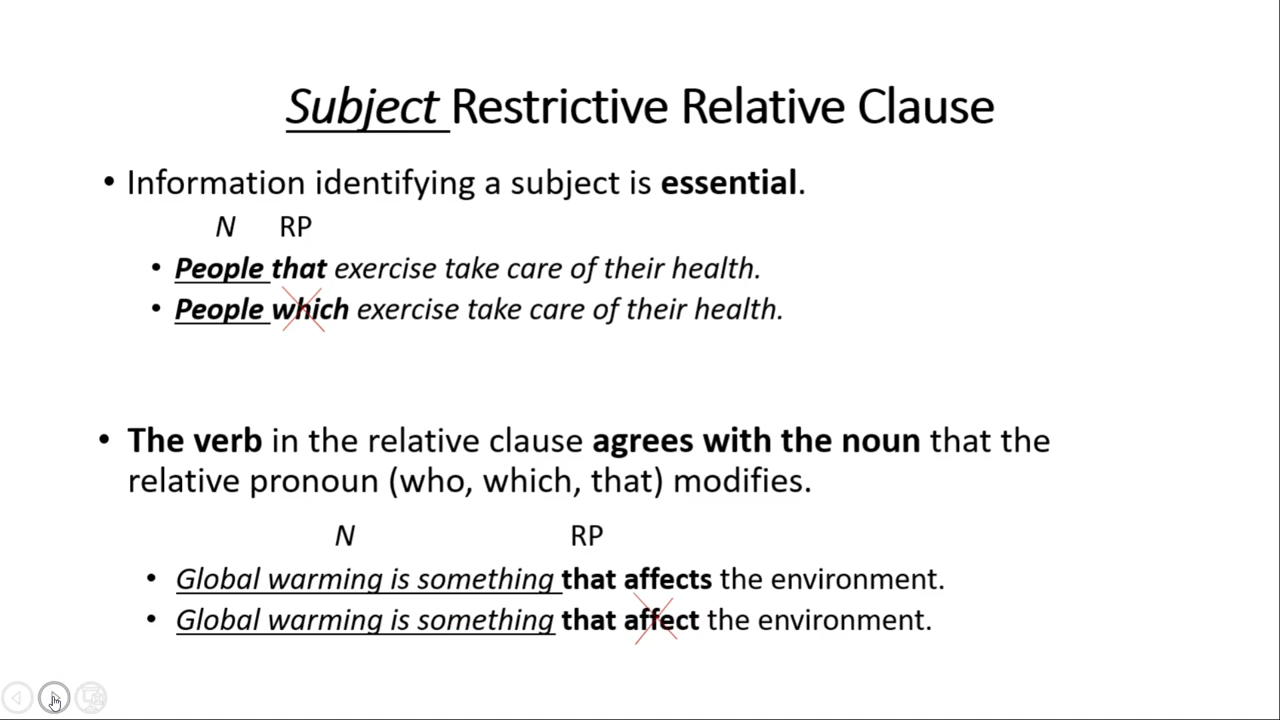 Subject Restrictive Relative Clause
• Information identifying a subject is essential.
N RP
• People that exercise take care of their health.
• People which exercise take care of their health.
• The verb in the relative clause agrees with the noun that the
relative pronoun (who, which, that) modifies.
N RP
• Global warming is something that affects the environment.
• Global warming is something that affect the environment.